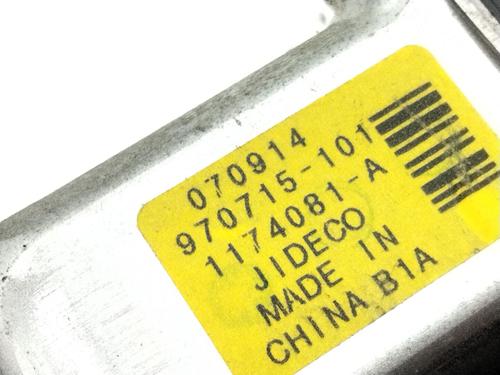 070914
970715-101
1174081-A
JIDECO
MADE IN
CHINA B1A